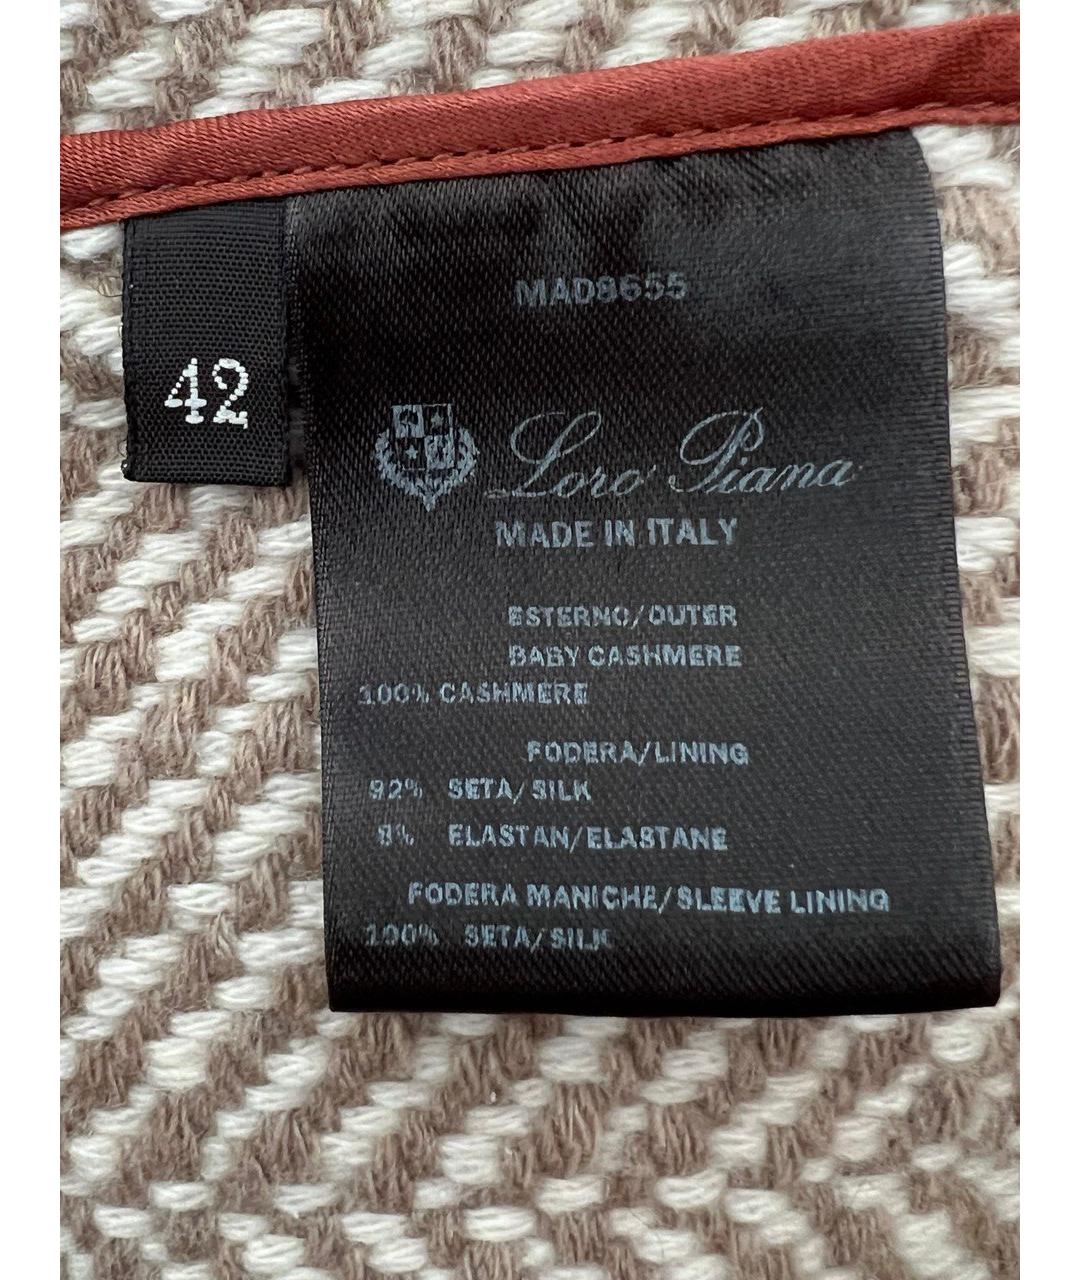 MAD8655
42
Loro Piana
MADE IN ITALY
ESTERNO/OUTER
BABY CASHMERE
100% CASHMERE
FODERA/LINING
92% SETA/SILK
8% ELASTAN/ELASTANE
FODERA MANICHE/SLEEVE LINING
100% SETA/SILK